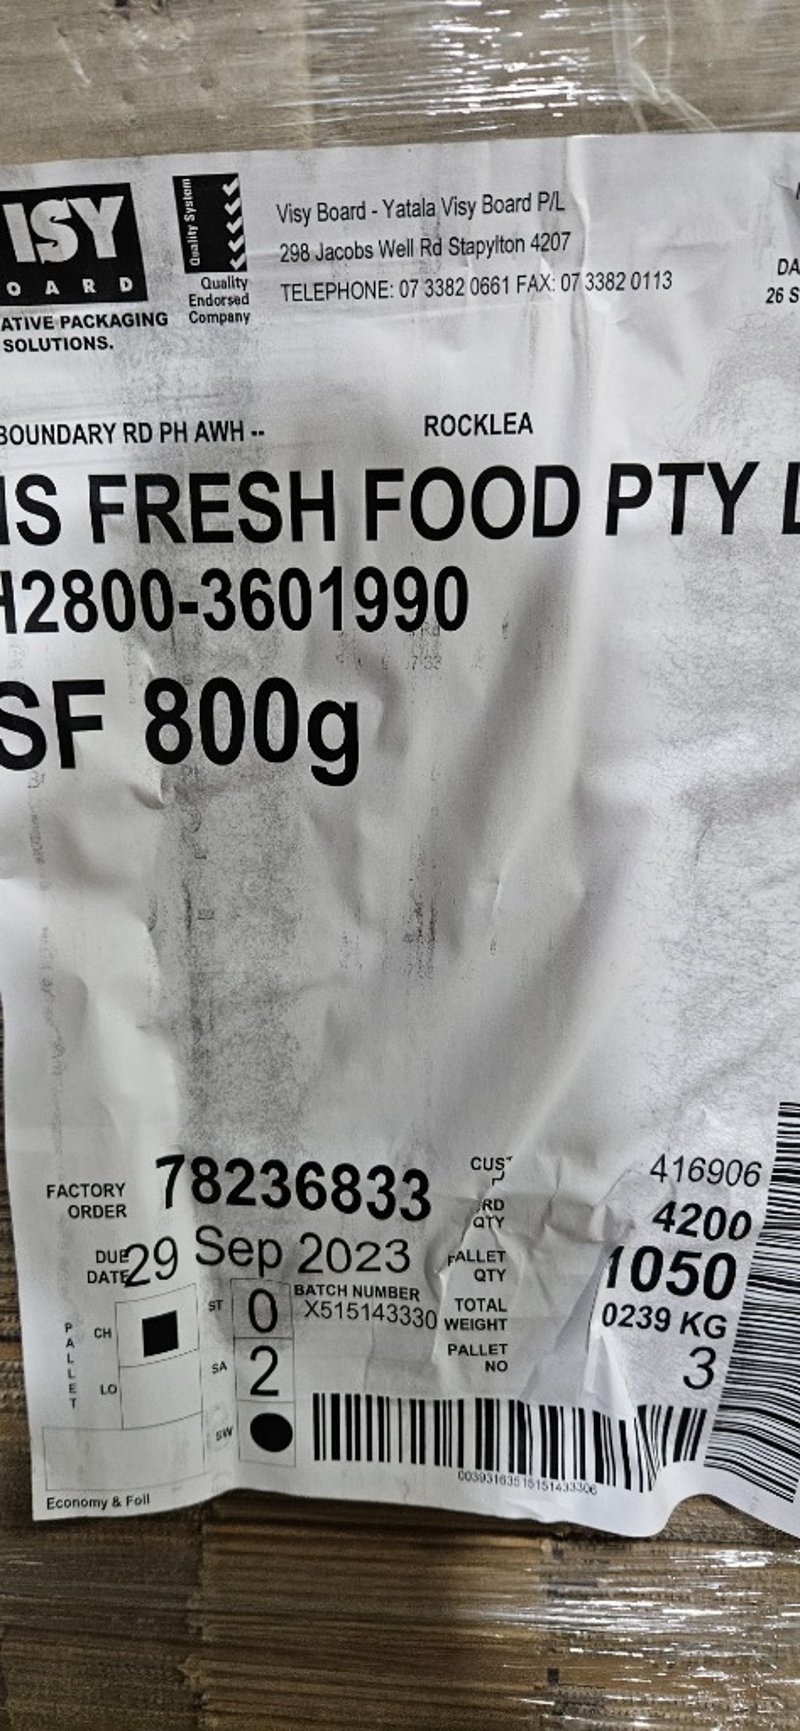 ISY
OARD
ATIVE PACKAGING
SOLUTIONS.
Quality System
Quality
Endorsed
Company
Visy Board - Yatala Visy Board P/L
298 Jacobs Well Rd Stapylton 4207
TELEPHONE: 07 3382 0661 FAX: 07 3382 0113
DA
26 S
BOUNDARY RD PH AWH -- ROCKLEA
IS FRESH FOOD PTY L
H2800-3601990
SF 800g
FACTORY ORDER 78236833
CUST 416906
RD QTY 4200
DUE DATE 29 Sep 2023
PALLET QTY 1050
BATCH NUMBER
X515143330
TOTAL WEIGHT 0239 KG
PALLET NO 3
PALLET
CH
LO
ST 0
SA 2
SW
00393163515151433306
Economy & Foil